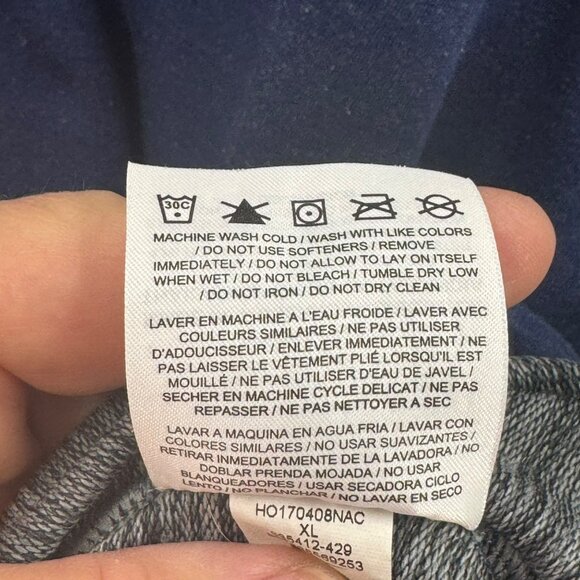 30C
MACHINE WASH COLD / WASH WITH LIKE COLORS
/ DO NOT USE SOFTENERS / REMOVE
IMMEDIATELY / DO NOT ALLOW TO LAY ON ITSELF
WHEN WET / DO NOT BLEACH / TUMBLE DRY LOW
/ DO NOT IRON / DO NOT DRY CLEAN
LAVER EN MACHINE A L'EAU FROIDE / LAVER AVEC
COULEURS SIMILAIRES / NE PAS UTILISER
D'ADOUCISSEUR / ENLEVER IMMEDIATEMENT / NE
PAS LAISSER LE VÊTEMENT PLIÉ LORSQU'IL EST
MOUILLÉ / NE PAS UTILISER D'EAU DE JAVEL /
SECHER EN MACHINE CYCLE DELICAT / NE PAS
REPASSER / NE PAS NETTOYER A SEC
LAVAR A MAQUINA EN AGUA FRIA / LAVAR CON
COLORES SIMILARES / NO USAR SUAVIZANTES /
RETIRAR INMEDIATAMENTE DE LA LAVADORA / NO
DOBLAR PRENDA MOJADA / NO USAR
BLANQUEADORES / USAR SECADORA CICLO
LENTO / NO PLANCHAR / NO LAVAR EN SECO
HO170408NAC
XL